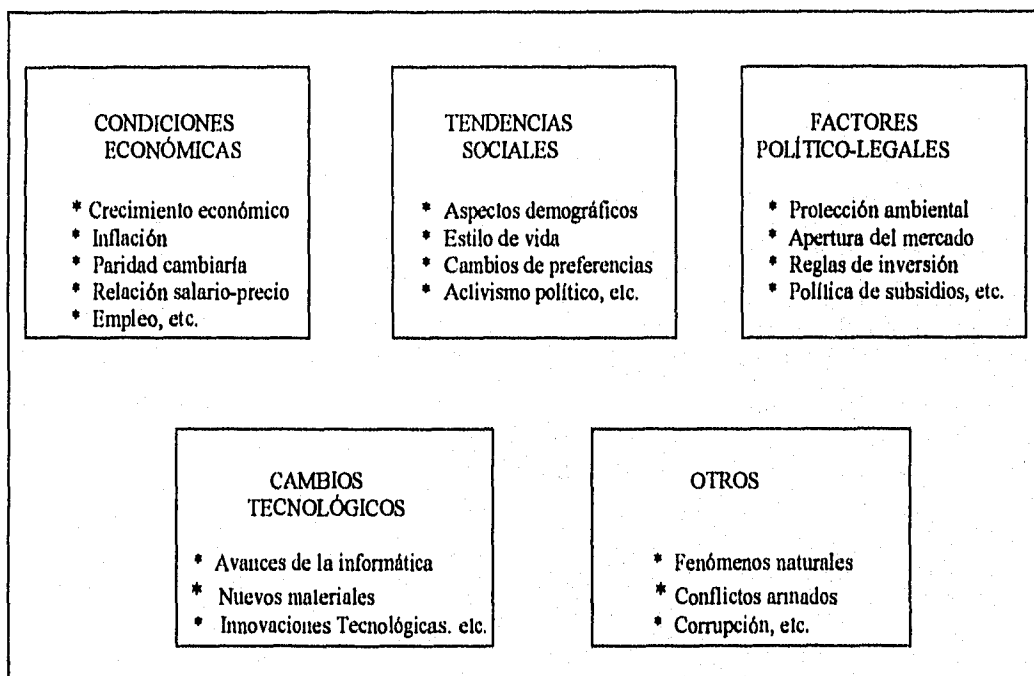 CONDICIONES
ECONÓMICAS
* Crecimiento económico
* Inflación
* Paridad cambiaría
* Relación salario-precio
* Empleo, etc.
TENDENCIAS
SOCIALES
* Aspectos demográficos
* Estilo de vida
* Cambios de preferencias
* Activismo político, etc.
FACTORES
POLÍTICO-LEGALES
* Protección ambiental
* Apertura del mercado
* Reglas de inversión
* Política de subsidios, etc.
CAMBIOS
TECNOLÓGICOS
* Avances de la informática
* Nuevos materiales
* Innovaciones Tecnológicas. etc.
OTROS
* Fenómenos naturales
* Conflictos armados
* Corrupción, etc.